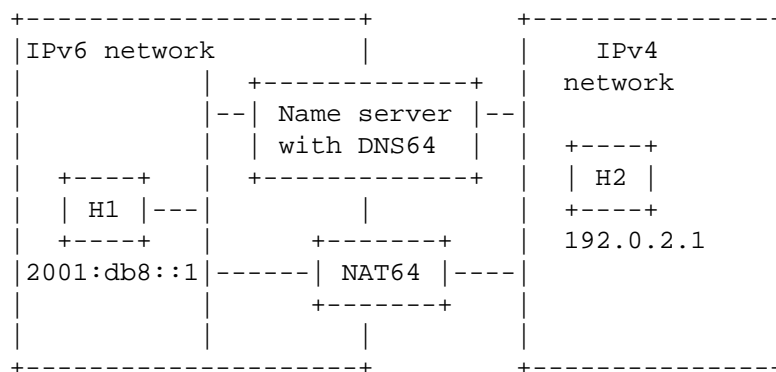 IPv6 network
IPv4
network
Name server
with DNS64
H2
H1
192.0.2.1
2001:db8::1
NAT64